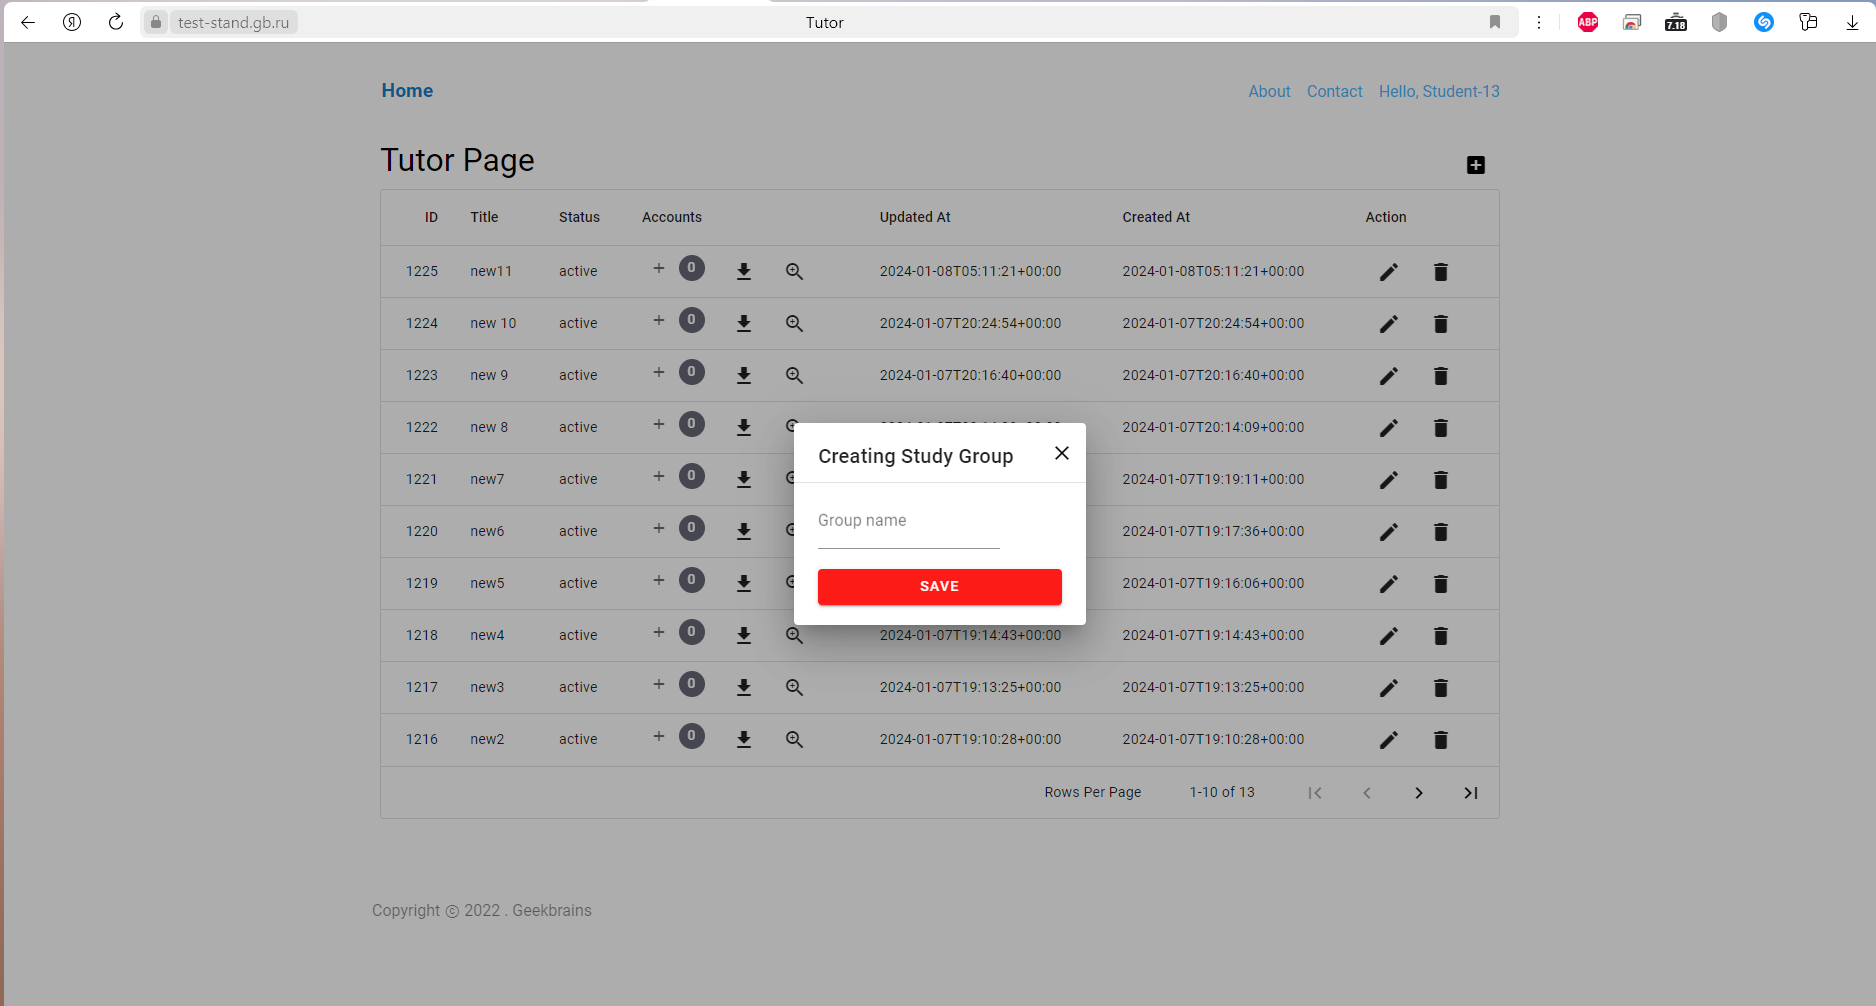 test-stand.gb.ru Tutor ABP 7.18
Home About Contact Hello, Student-13
Tutor Page
ID Title Status Accounts Updated At Created At Action
1225 new11 active + 0 2024-01-08T05:11:21+00:00 2024-01-08T05:11:21+00:00
1224 new 10 active + 0 2024-01-07T20:24:54+00:00 2024-01-07T20:24:54+00:00
1223 new 9 active + 0 2024-01-07T20:16:40+00:00 2024-01-07T20:16:40+00:00
1222 new 8 active + 0 2024-01-07T20:14:09+00:00
1221 new7 active + 0 2024-01-07T19:19:11+00:00
1220 new6 active + 0 2024-01-07T19:17:36+00:00
1219 new5 active + 0 2024-01-07T19:16:06+00:00
1218 new4 active + 0 2024-01-07T19:14:43+00:00 2024-01-07T19:14:43+00:00
1217 new3 active + 0 2024-01-07T19:13:25+00:00 2024-01-07T19:13:25+00:00
1216 new2 active + 0 2024-01-07T19:10:28+00:00 2024-01-07T19:10:28+00:00
Rows Per Page 1-10 of 13
Creating Study Group
Group name
SAVE
Copyright © 2022 . Geekbrains